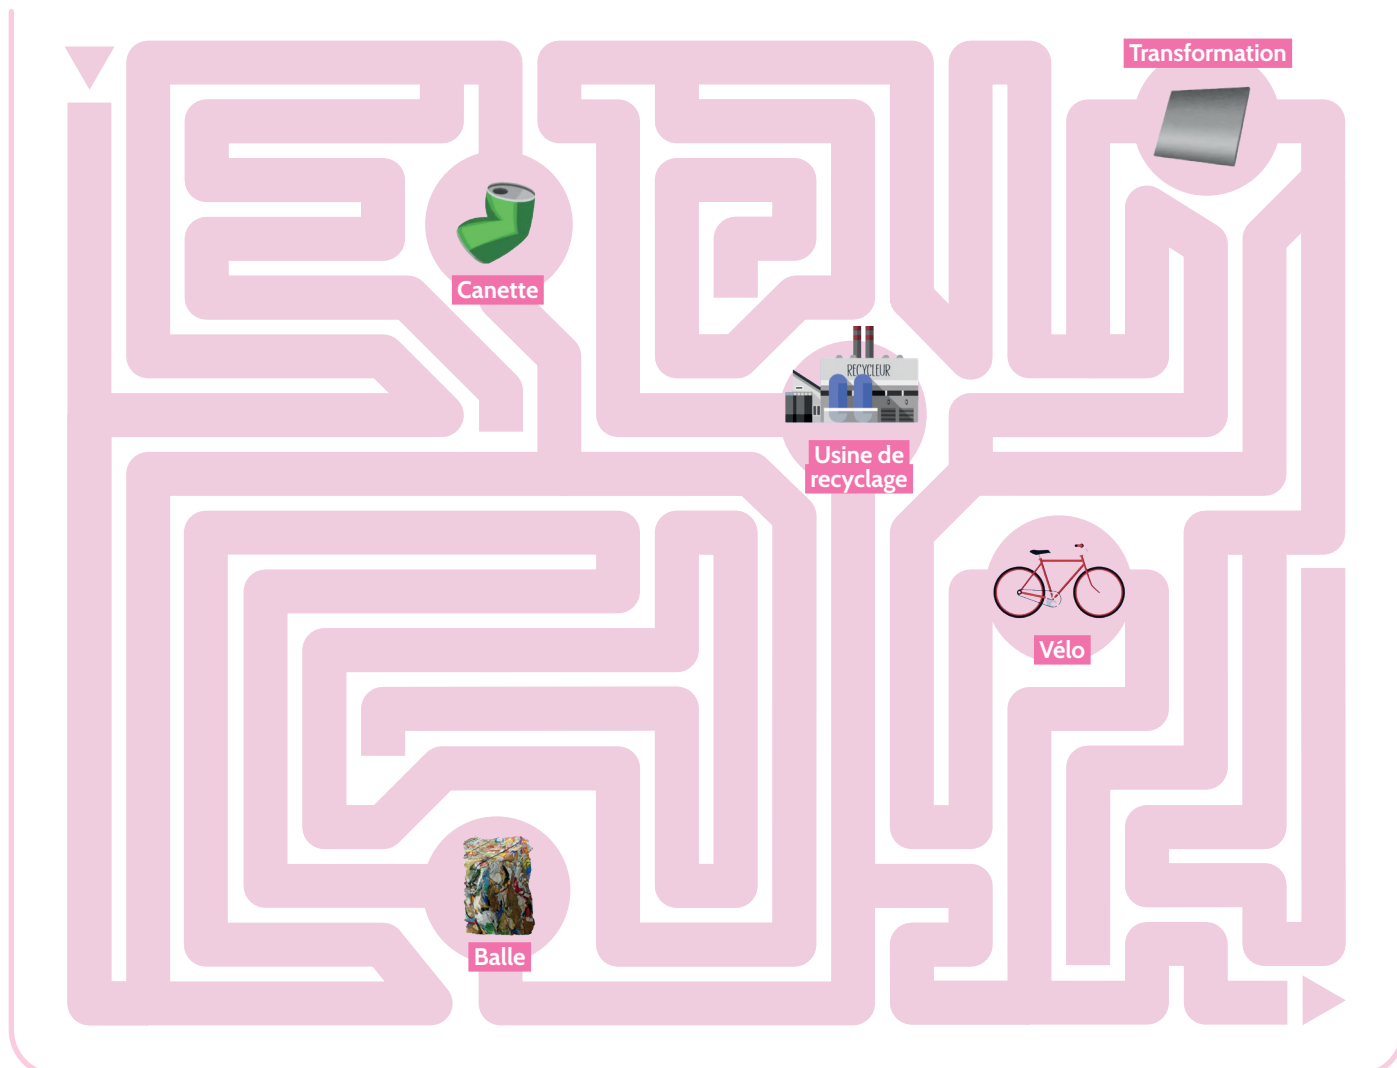 Transformation
Canette
RECYCLEUR
Usine de
recyclage
Vélo
Balle